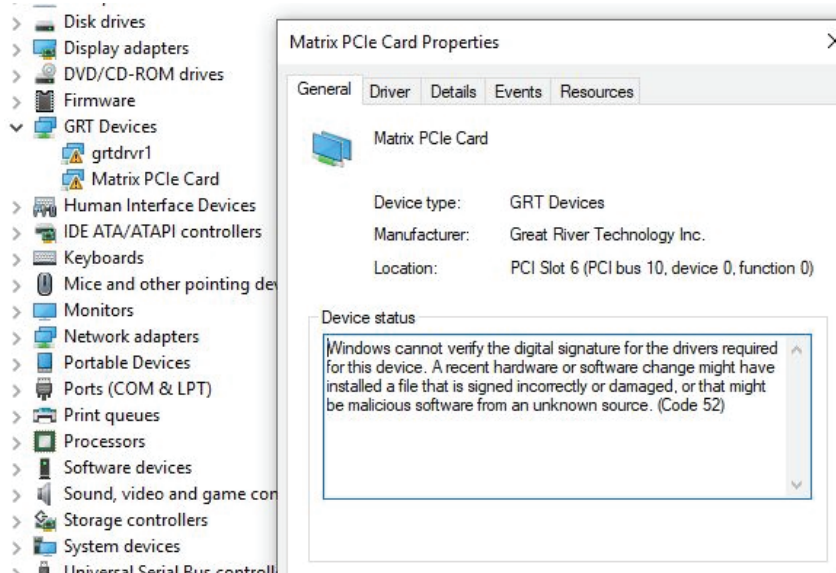 Disk drives
Display adapters
DVD/CD-ROM drives
Firmware
GRT Devices
grtdrvr1
Matrix PCIe Card
Human Interface Devices
IDE ATA/ATAPI controllers
Keyboards
Mice and other pointing
Monitors
Network adapters
Portable Devices
Ports (COM & LPT)
Print queues
Processors
Software devices
Sound, video and game
Storage controllers
System devices
Universal Serial Bus
Matrix PCIe Card Properties
General Driver Details Events Resources
Matrix PCIe Card
Device type: GRT Devices
Manufacturer: Great River Technology Inc.
Location: PCI Slot 6 (PCI bus 10, device 0, function 0)
Device status
Windows cannot verify the digital signature for the drivers required
for this device. A recent hardware or software change might have
installed a file that is signed incorrectly or damaged, or that might
be malicious software from an unknown source. (Code 52)